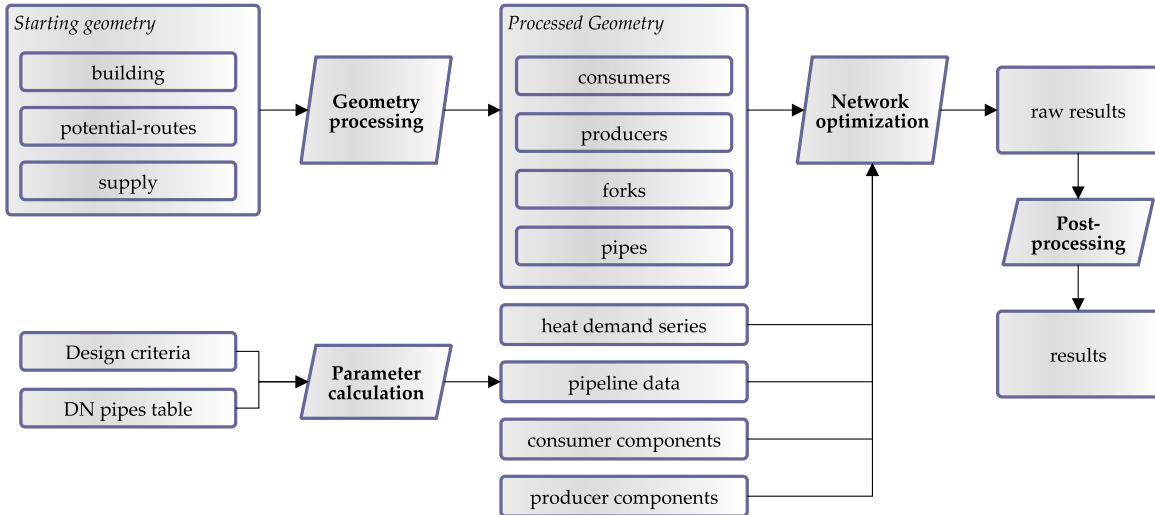 Starting geometry
building
potential-routes
supply
Geometry
processing
Processed Geometry
consumers
producers
forks
pipes
Network
optimization
raw results
Post-
processing
results
Design criteria
DN pipes table
Parameter
calculation
heat demand series
pipeline data
consumer components
producer components